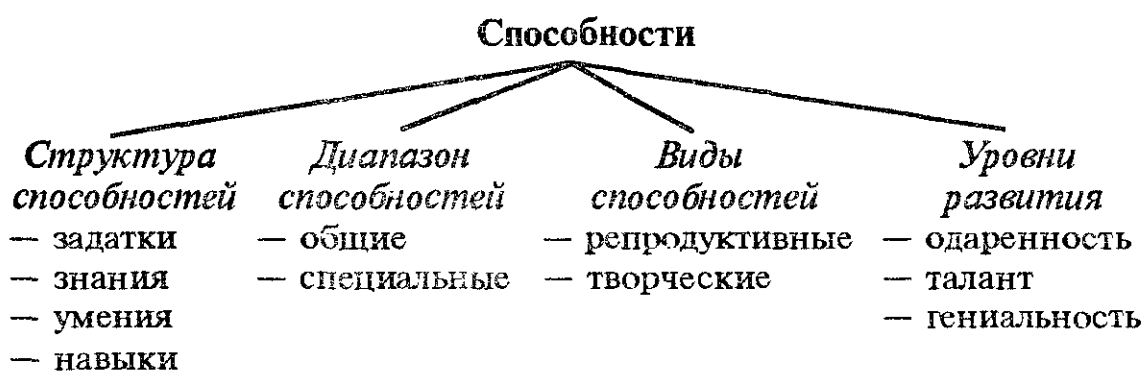 Способности
Структура
способностей
— задатки
— знания
— умения
— навыки
Диапазон
способностей
— общие
— специальные
Виды
способностей
— репродуктивные
— творческие
Уровни
развития
— одаренность
— талант
— гениальность